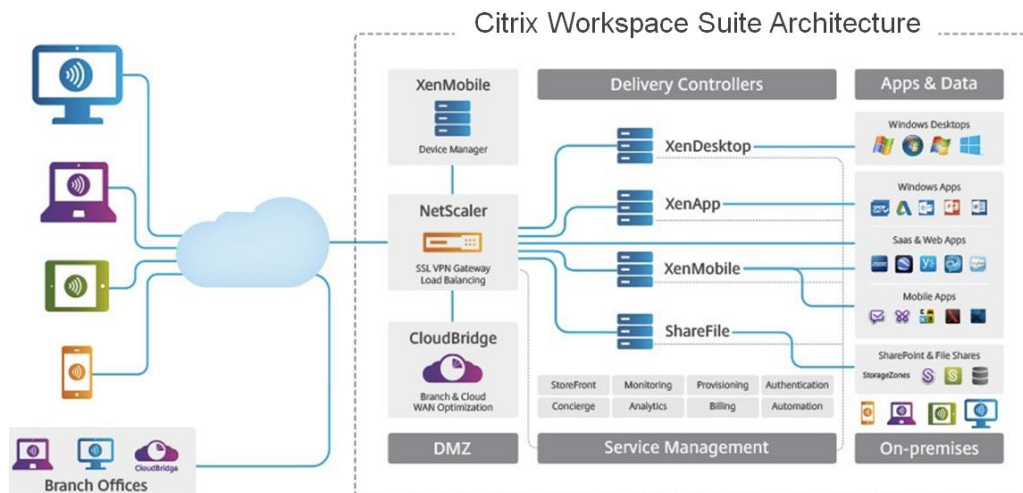 Citrix Workspace Suite Architecture
XenMobile
Device Manager
NetScaler
SSL VPN Gateway
Load Balancing
CloudBridge
Branch & Cloud
WAN Optimization
DMZ
Delivery Controllers
XenDesktop
XenApp
XenMobile
ShareFile
StoreFront
Monitoring
Provisioning
Authentication
Concierge
Analytics
Billing
Automation
Service Management
Apps & Data
Windows Desktops
Windows Apps
Saas & Web Apps
Mobile Apps
SharePoint & File Shares
StorageZones
On-premises
CloudBridge
Branch Offices